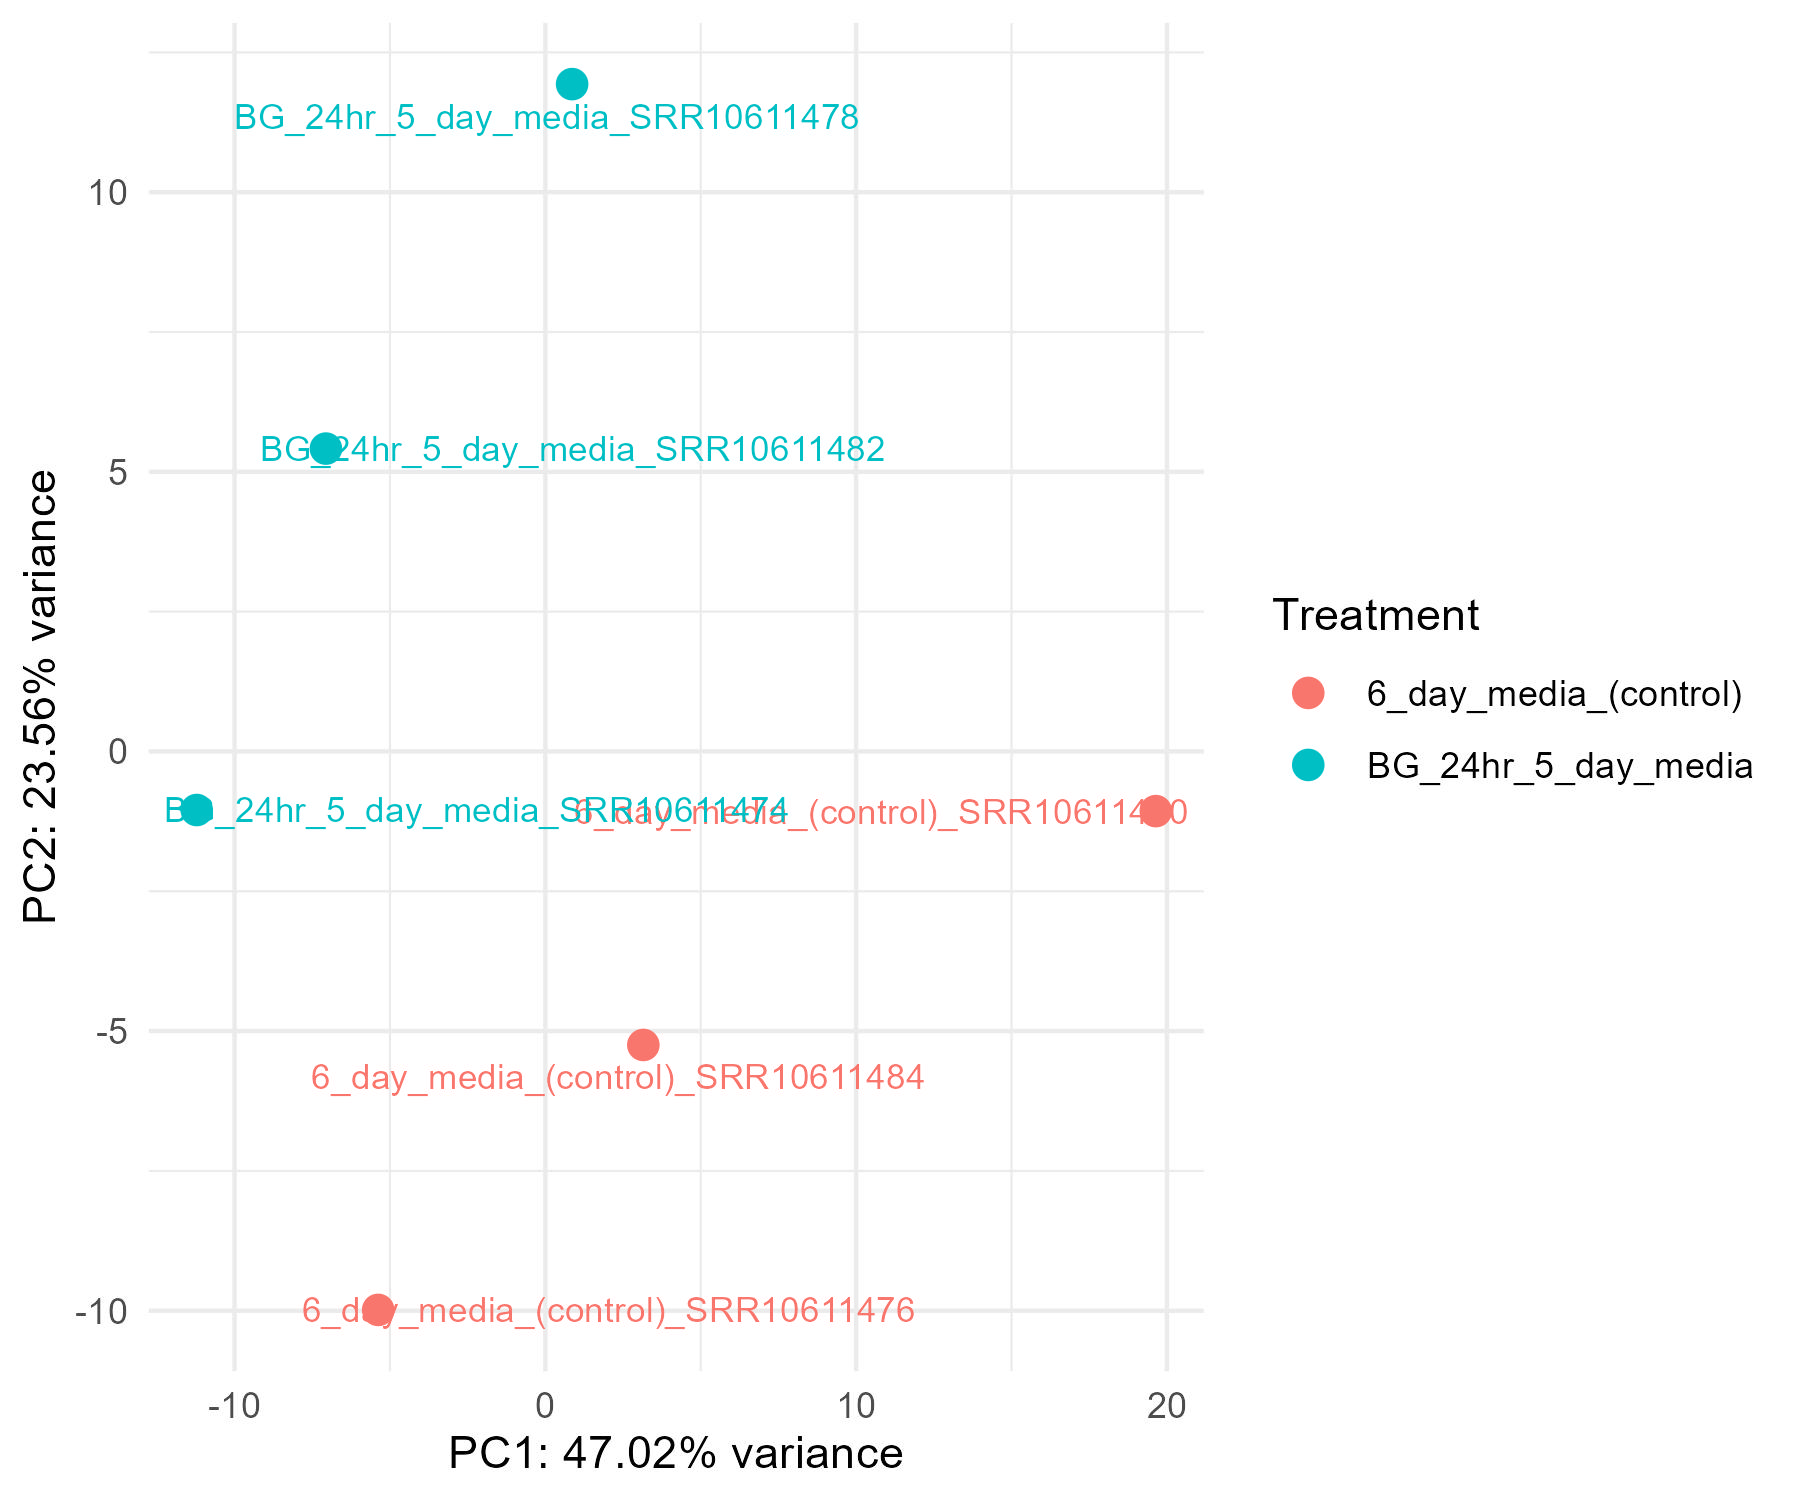 BG_24hr_5_day_media_SRR10611478
10
BG_24hr_5_day_media_SRR10611482
5
PC2: 23.56% variance
Treatment
6_day_media_(control)
BG_24hr_5_day_media
0
BG_24hr_5_day_media_SRR10611474
-5
6_day_media_(control)_SRR10611484
-10
6_day_media_(control)_SRR10611476
-10
0
10
20
PC1: 47.02% variance